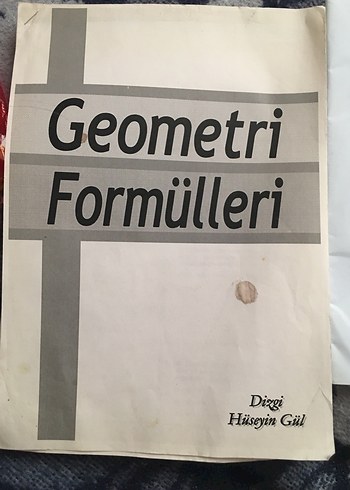 Geometri
Formülleri
Dizgi
Hüseyin Gül